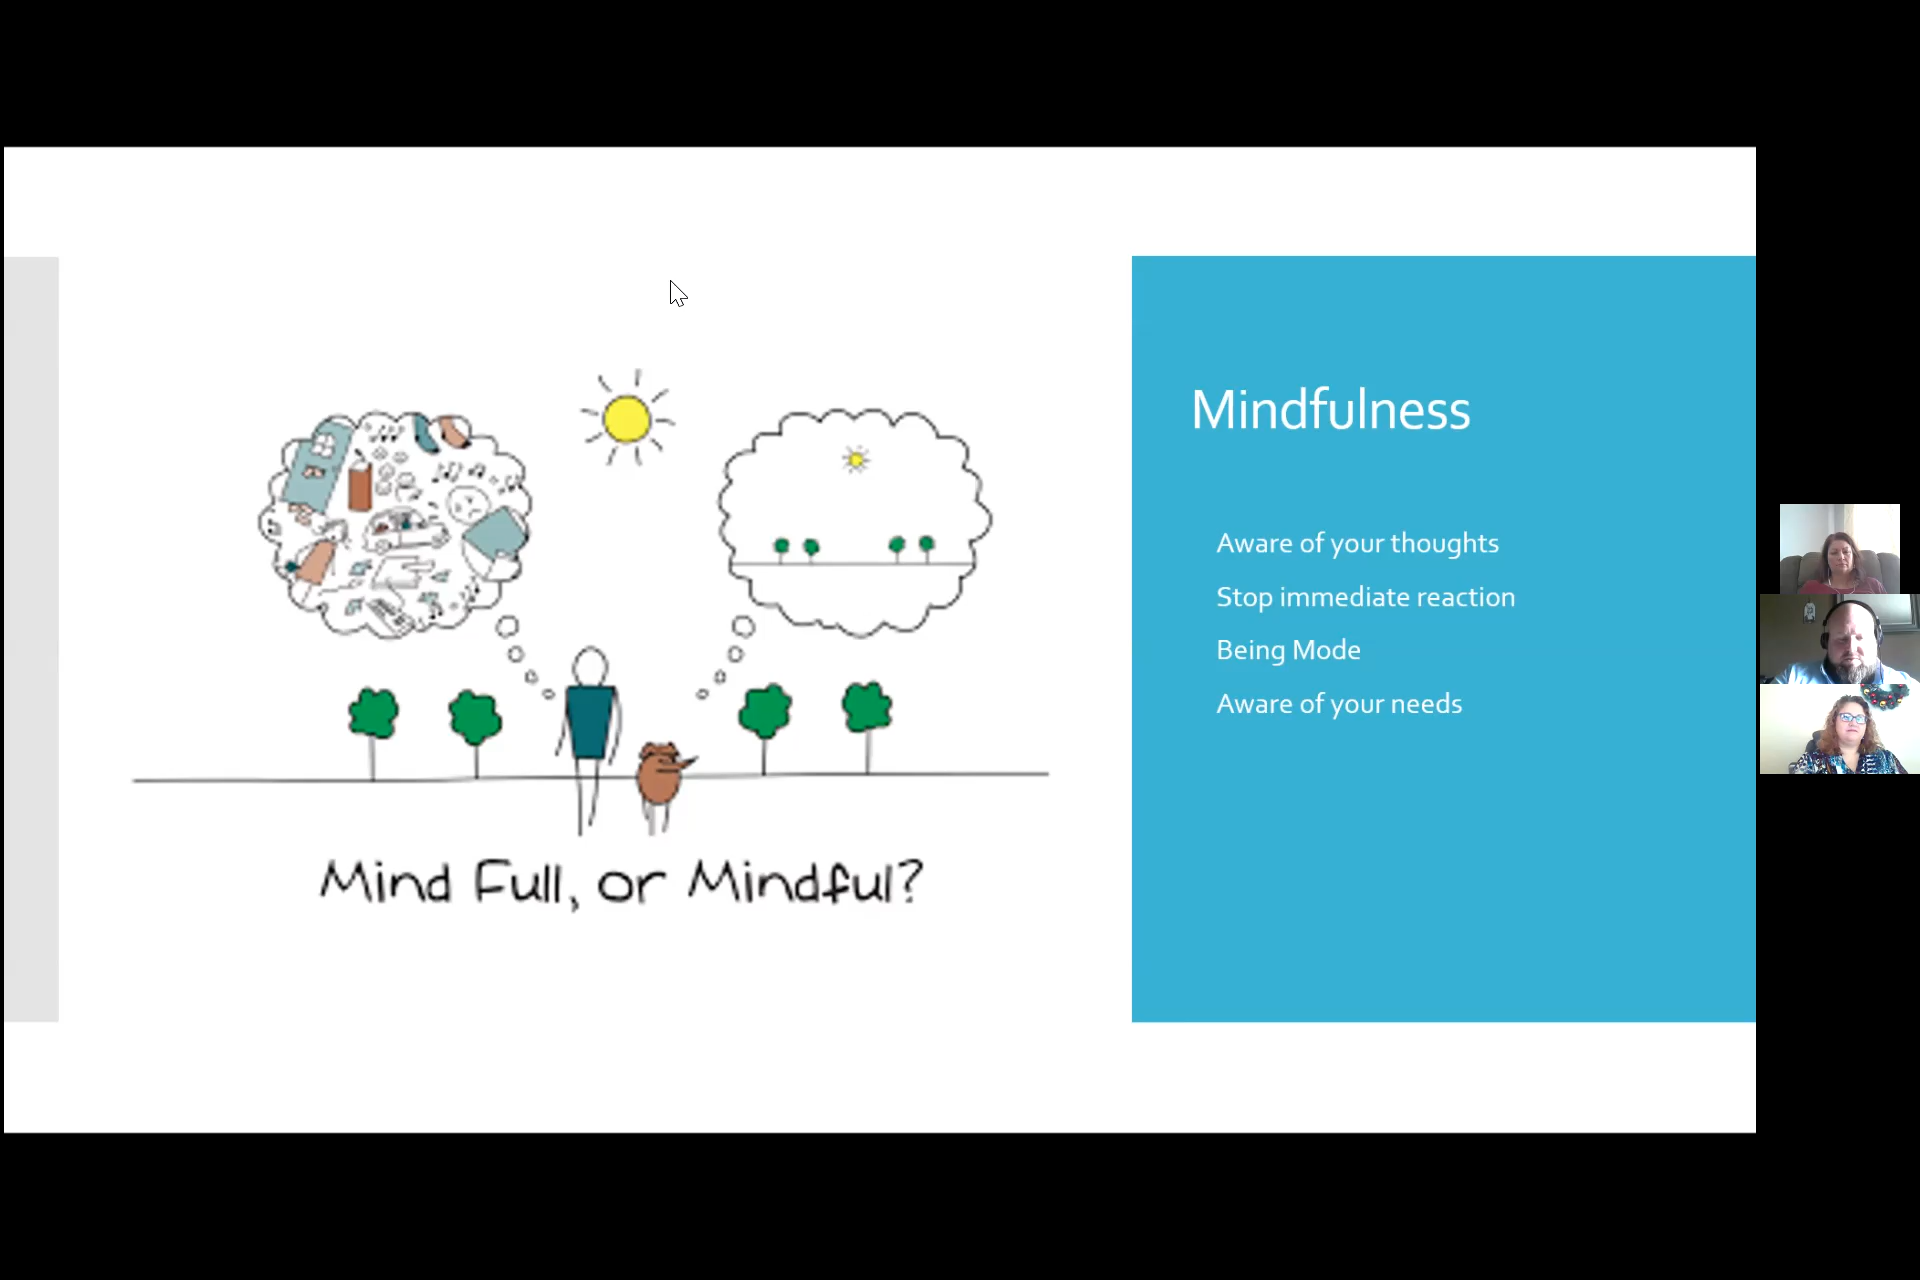 Mindfulness
Aware of your thoughts
Stop immediate reaction
Being Mode
Aware of your needs
Mind Full, or Mindful?